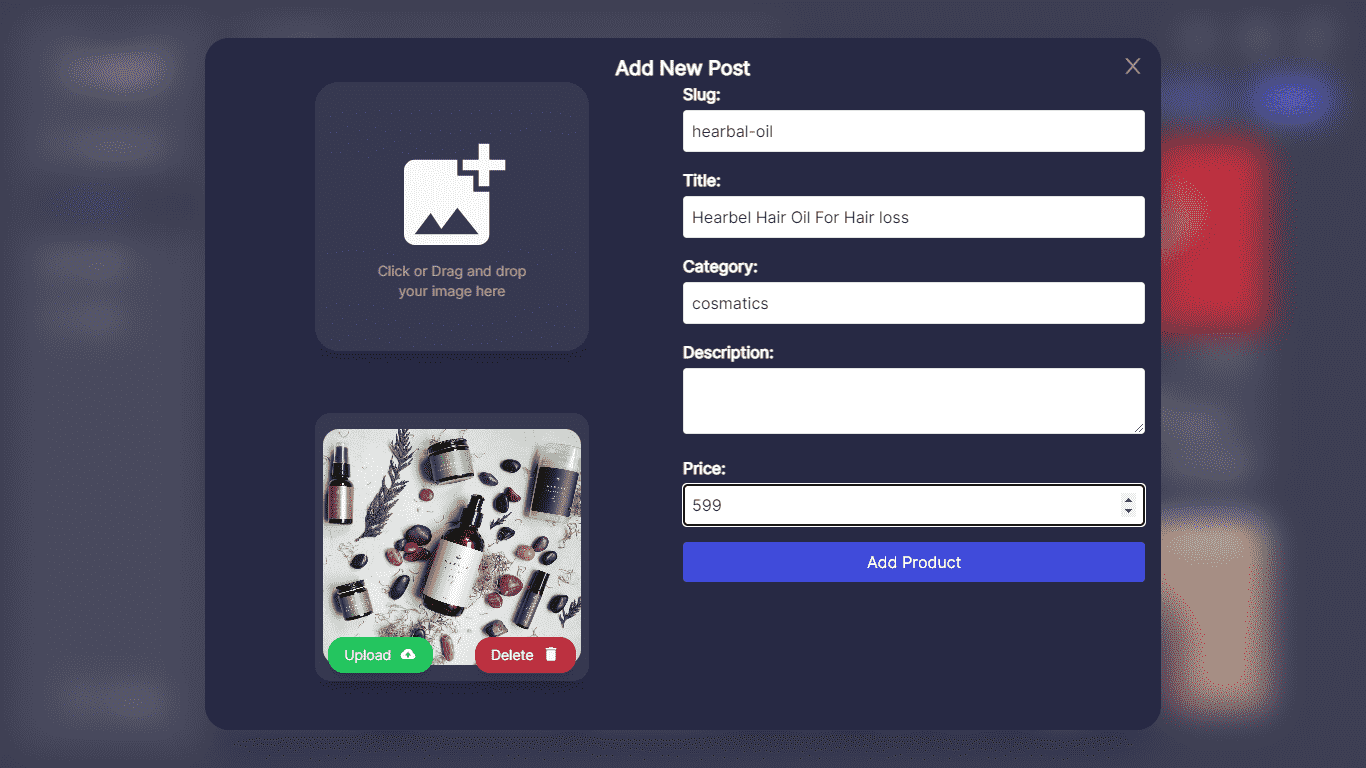 Add New Post
Click or Drag and drop
your image here
Upload
Delete
Slug:
hearbal-oil
Title:
Hearbel Hair Oil For Hair loss
Category:
cosmatics
Description:
Price:
599
Add Product